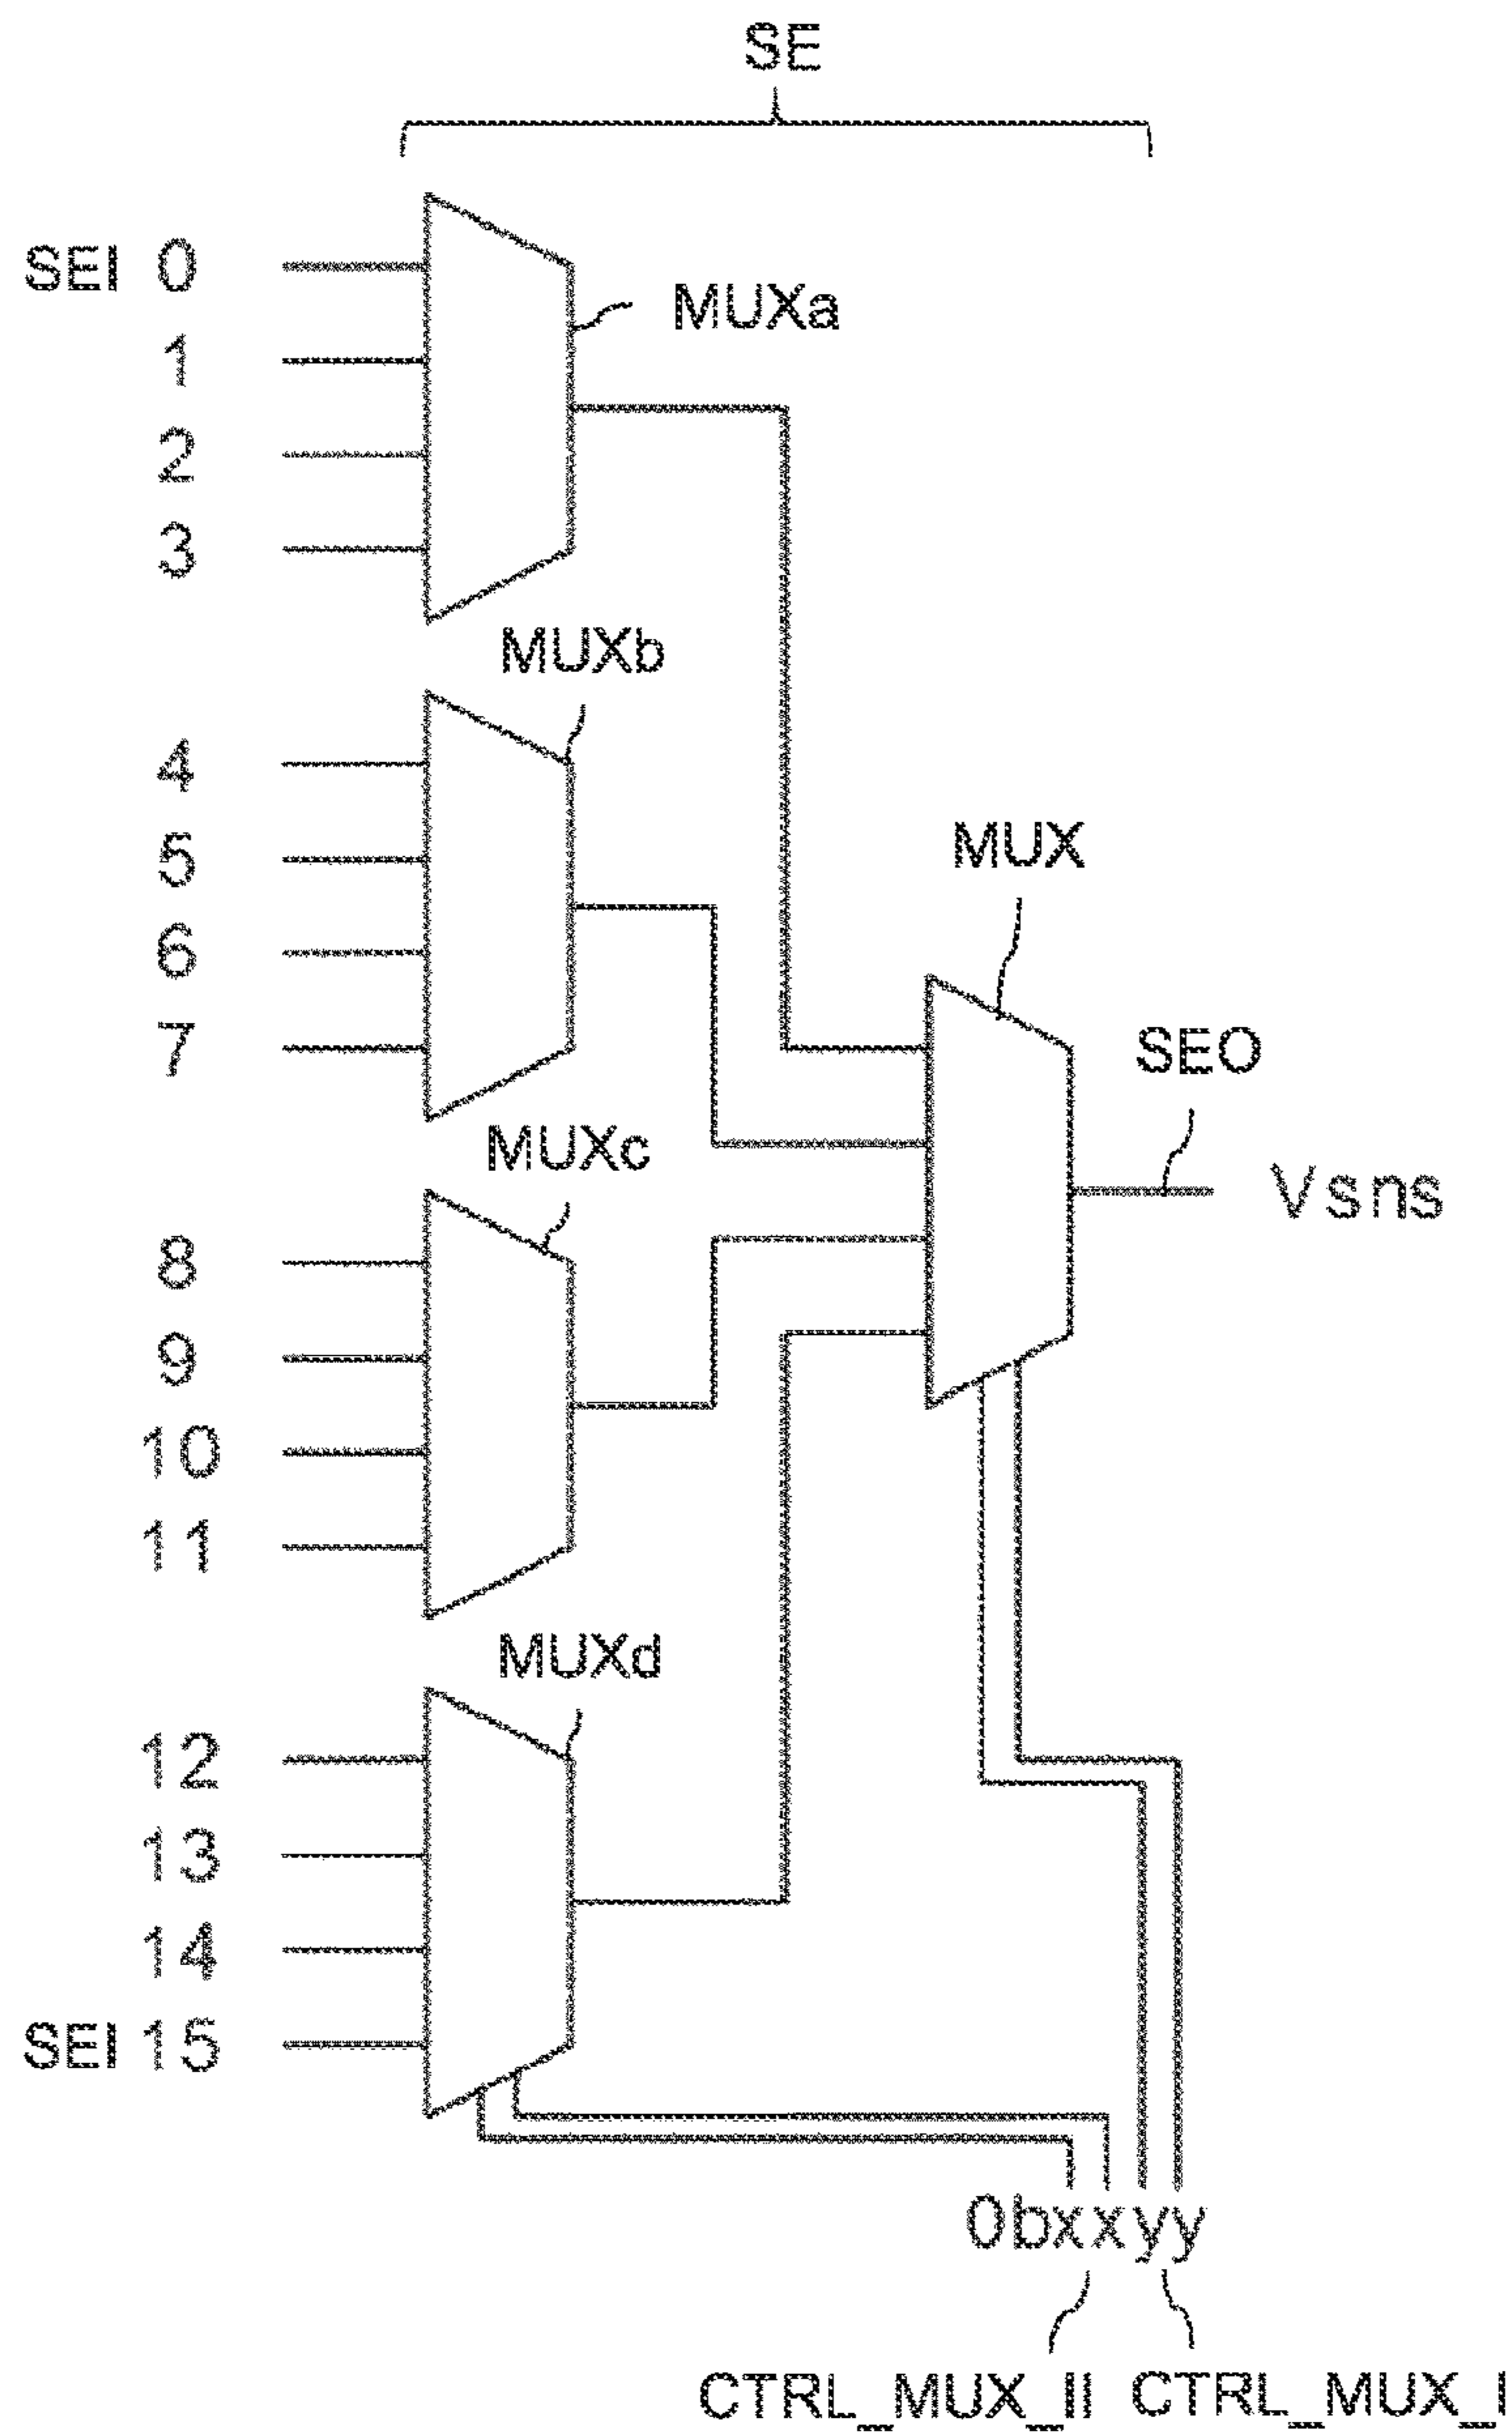 SE
SEI 0
MUXa
1
2
3
MUXb
4
5
6
7
MUX
SEO
Vsns
MUXc
8
9
10
11
MUXd
12
13
14
SEI 15
0bxxyy
CTRL_MUX_II
CTRL_MUX_I